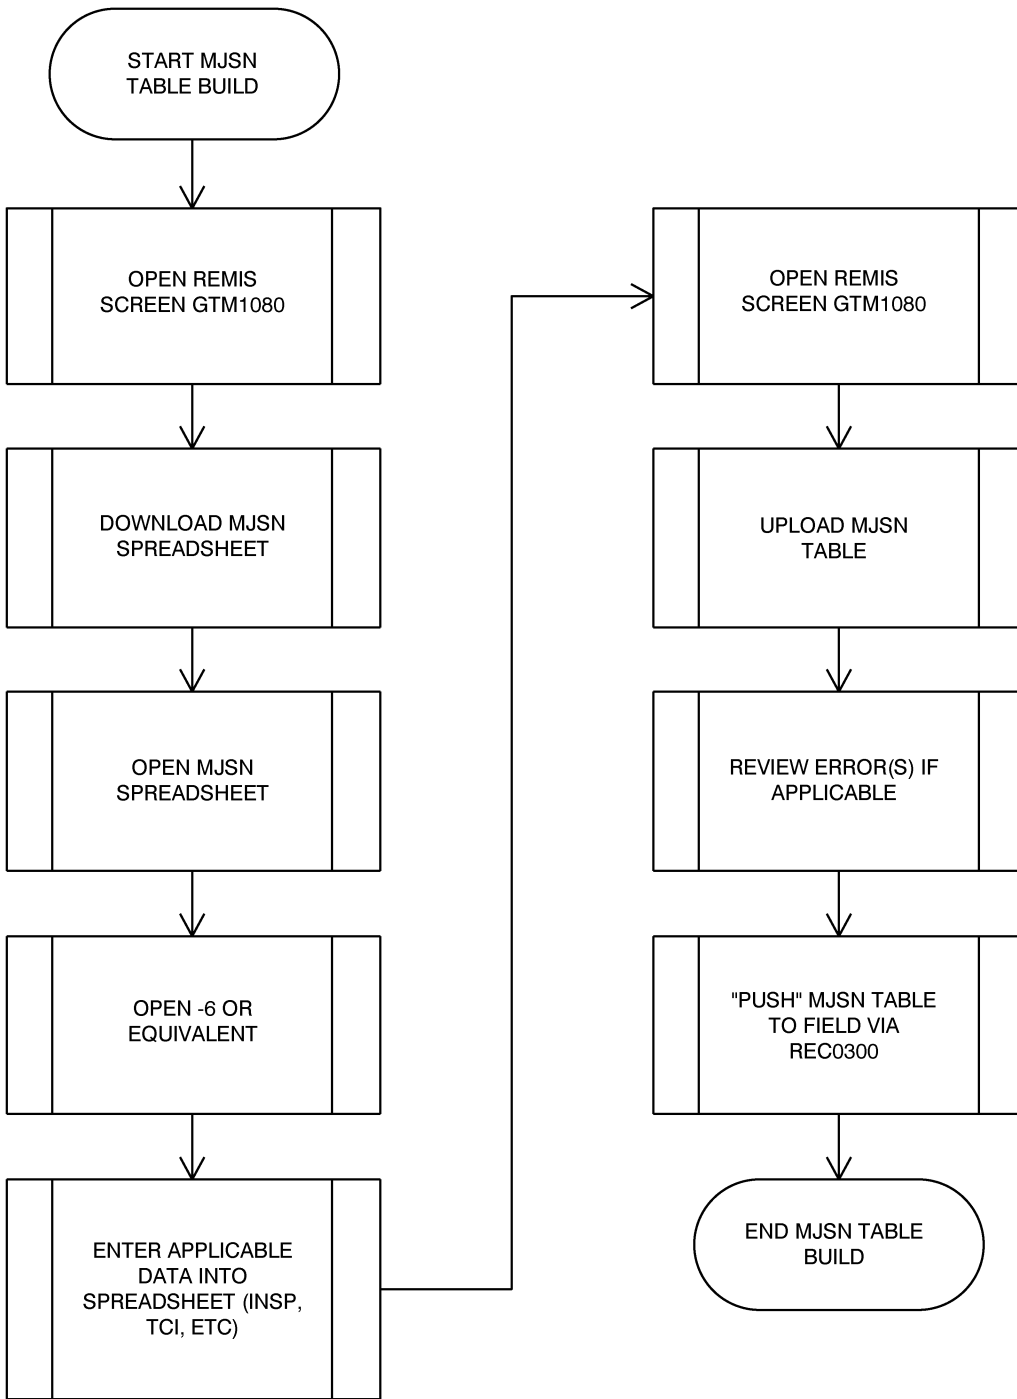 START MJSN
TABLE BUILD
OPEN REMIS
SCREEN GTM1080
DOWNLOAD MJSN
SPREADSHEET
OPEN MJSN
SPREADSHEET
OPEN -6 OR
EQUIVALENT
ENTER APPLICABLE
DATA INTO
SPREADSHEET (INSP,
TCI, ETC)
OPEN REMIS
SCREEN GTM1080
UPLOAD MJSN
TABLE
REVIEW ERROR(S) IF
APPLICABLE
"PUSH" MJSN TABLE
TO FIELD VIA
REC0300
END MJSN TABLE
BUILD